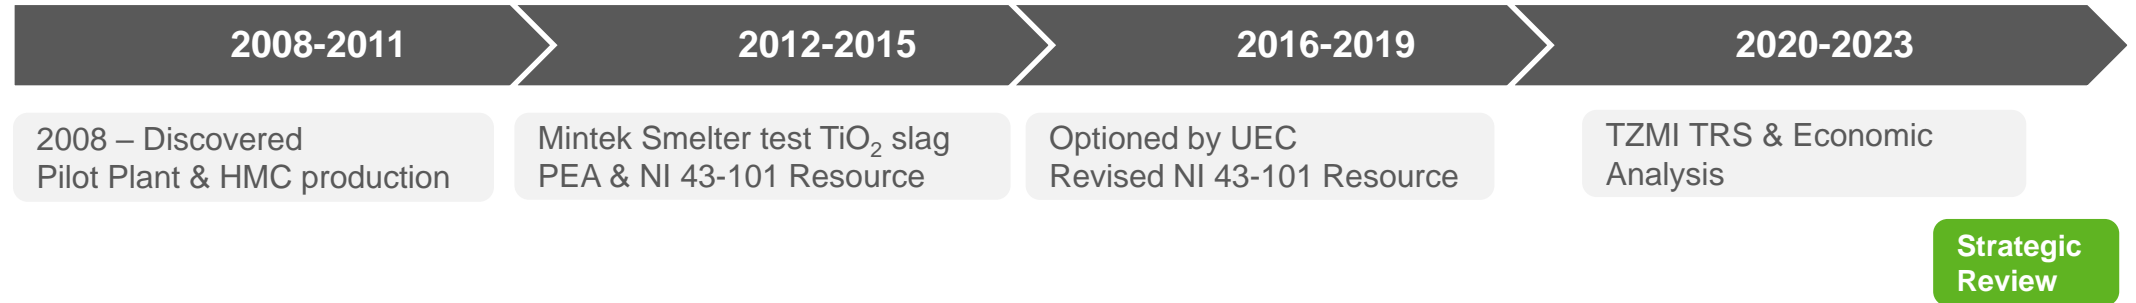 2008-2011
2012-2015
2016-2019
2020-2023
2008 – Discovered
Pilot Plant & HMC production
Mintek Smelter test TiO₂ slag
PEA & NI 43-101 Resource
Optioned by UEC
Revised NI 43-101 Resource
TZMI TRS & Economic
Analysis
Strategic
Review